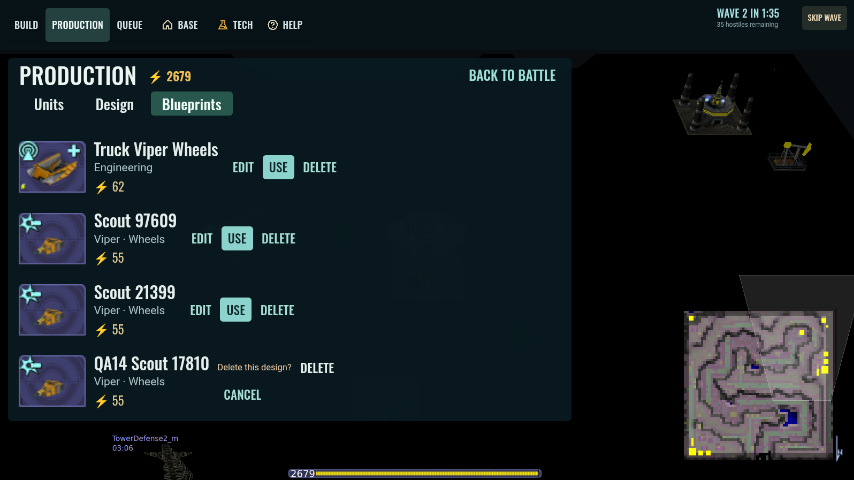 BUILD PRODUCTION QUEUE BASE TECH HELP
WAVE 2 IN 1:35
35 hostiles remaining
SKIP WAVE
PRODUCTION 2679
BACK TO BATTLE
Units Design Blueprints
Truck Viper Wheels
Engineering
62
EDIT USE DELETE
Scout 97609
Viper · Wheels
55
EDIT USE DELETE
Scout 21399
Viper · Wheels
55
EDIT USE DELETE
QA14 Scout 17810
Viper · Wheels
55
Delete this design? DELETE
CANCEL
TowerDefense2_m
03:06
2679
N